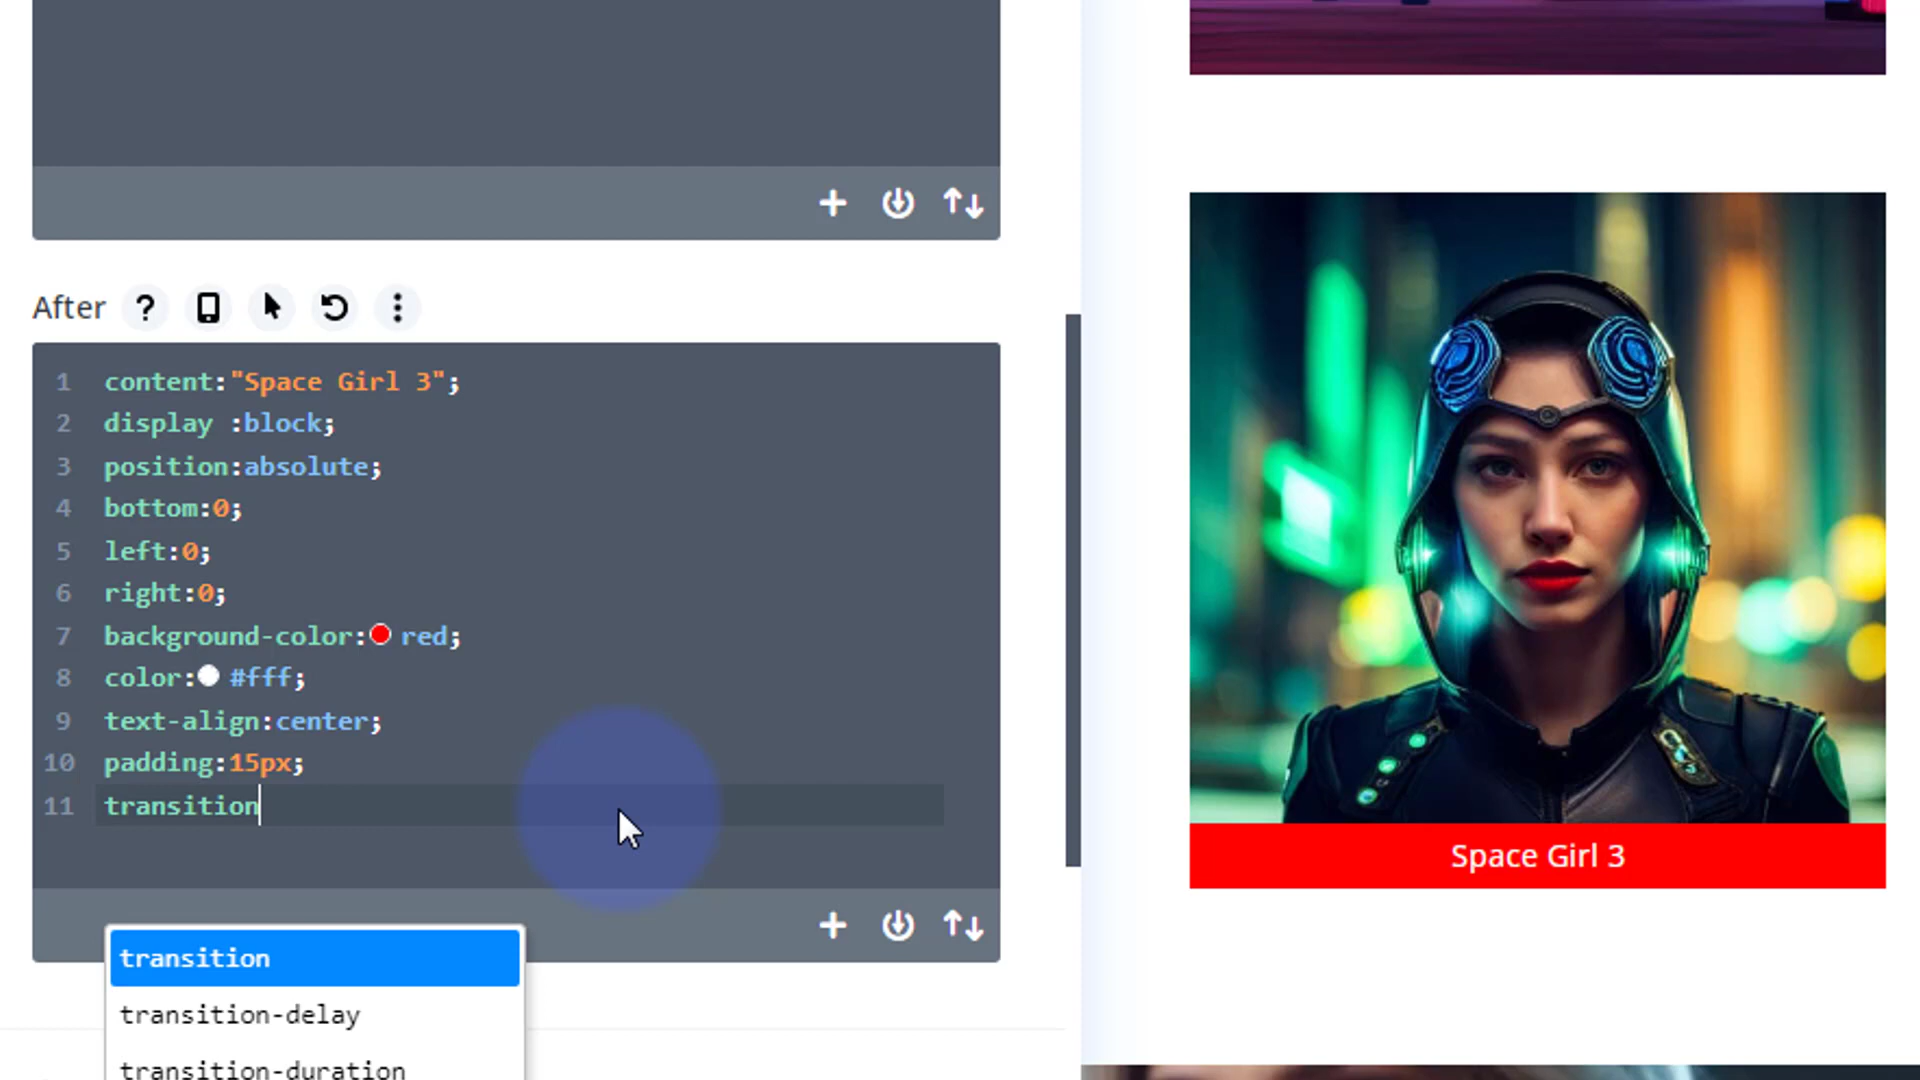 After ?
1 content:"Space Girl 3";
2 display :block;
3 position:absolute;
4 bottom:0;
5 left:0;
6 right:0;
7 background-color: red;
8 color: #fff;
9 text-align:center;
10 padding:15px;
11 transition
transition
transition-delay
transition-duration
Space Girl 3